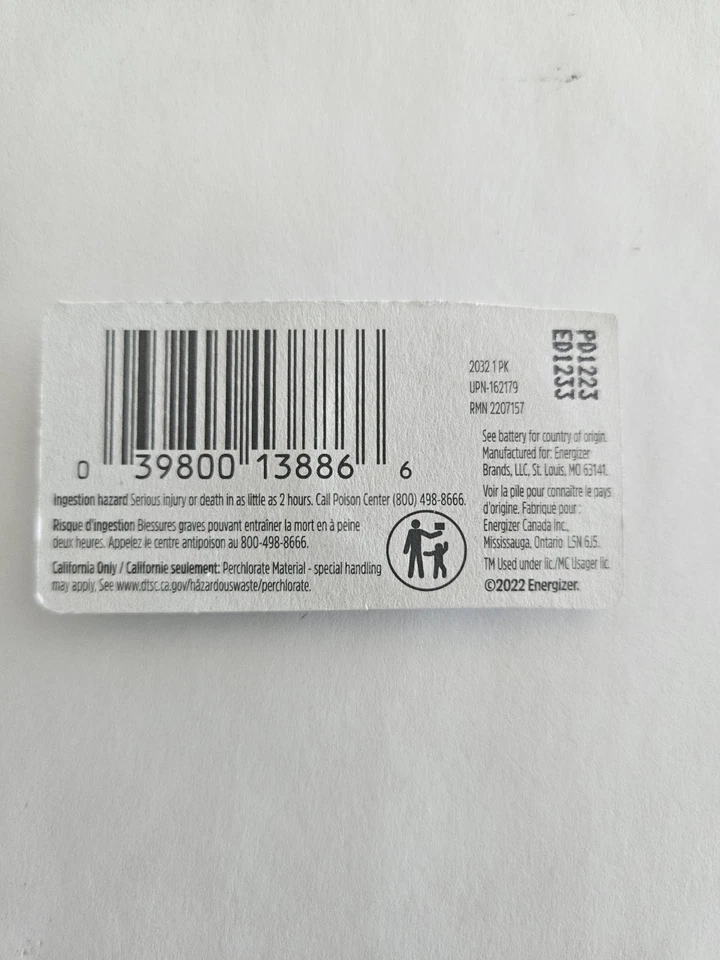 0 39800 13886 6
2032 1 PK
UPN-162179
RMN 2207157
PD1223
ED1233
Ingestion hazard Serious injury or death in as little as 2 hours. Call Poison Center (800) 498-8666.
Risque d'ingestion Blessures graves pouvant entraîner la mort en à peine
deux heures. Appelez le centre antipoison au 800-498-8666.
California Only / Californie seulement: Perchlorate Material - special handling
may apply, See www.dtsc.ca.gov/hazardouswaste/perchlorate.
See battery for country of origin.
Manufactured for: Energizer
Brands, LLC, St. Louis, MO 63141.
Voir la pile pour connaître le pays
d'origine. Fabriqué pour :
Energizer Canada Inc.,
Mississauga, Ontario L5N 6J5.
TM Used under lic./MC Usager lic.
©2022 Energizer.